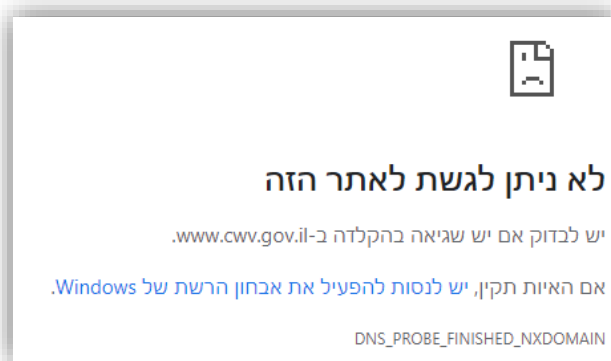 לא ניתן לגשת לאתר הזה
יש לבדוק אם יש שגיאה בהקלדה ב-www.cwv.gov.il.
אם האיות תקין, יש לנסות להפעיל את אבחון הרשת של Windows.
DNS_PROBE_FINISHED_NXDOMAIN